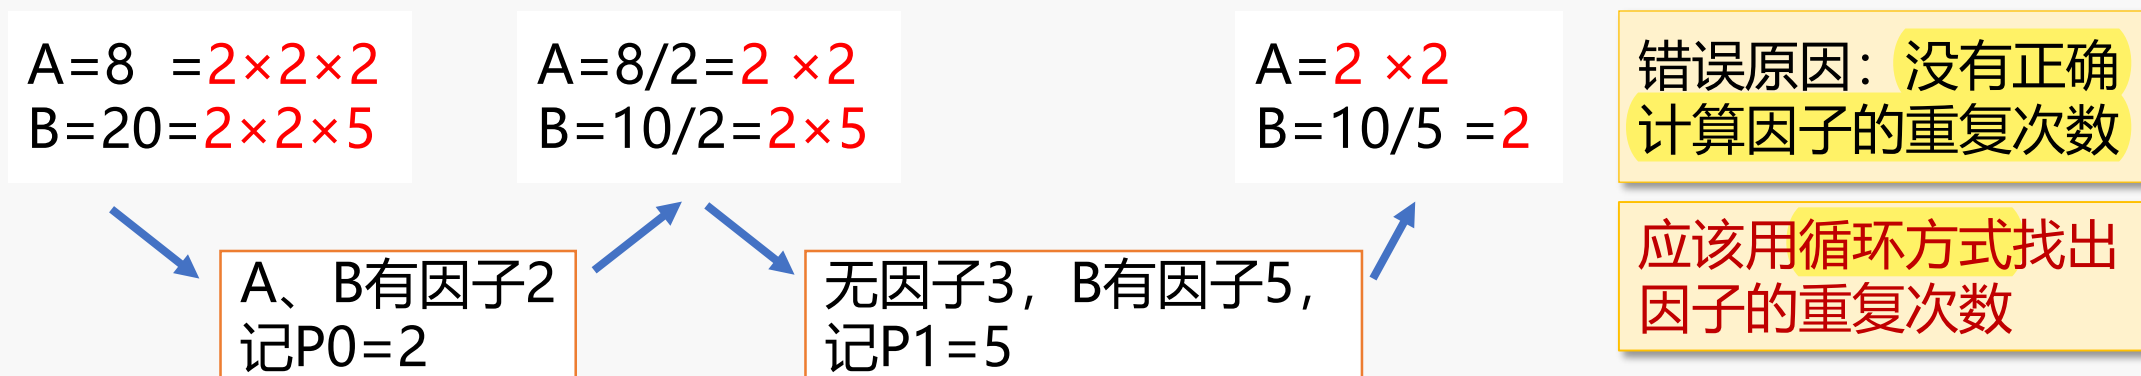 A=8 =2×2×2
B=20=2×2×5
A=8/2=2 ×2
B=10/2=2×5
A=2 ×2
B=10/5 =2
错误原因：没有正确
计算因子的重复次数
应该用循环方式找出
因子的重复次数
A、B有因子2
记P0=2
无因子3，B有因子5，
记P1=5